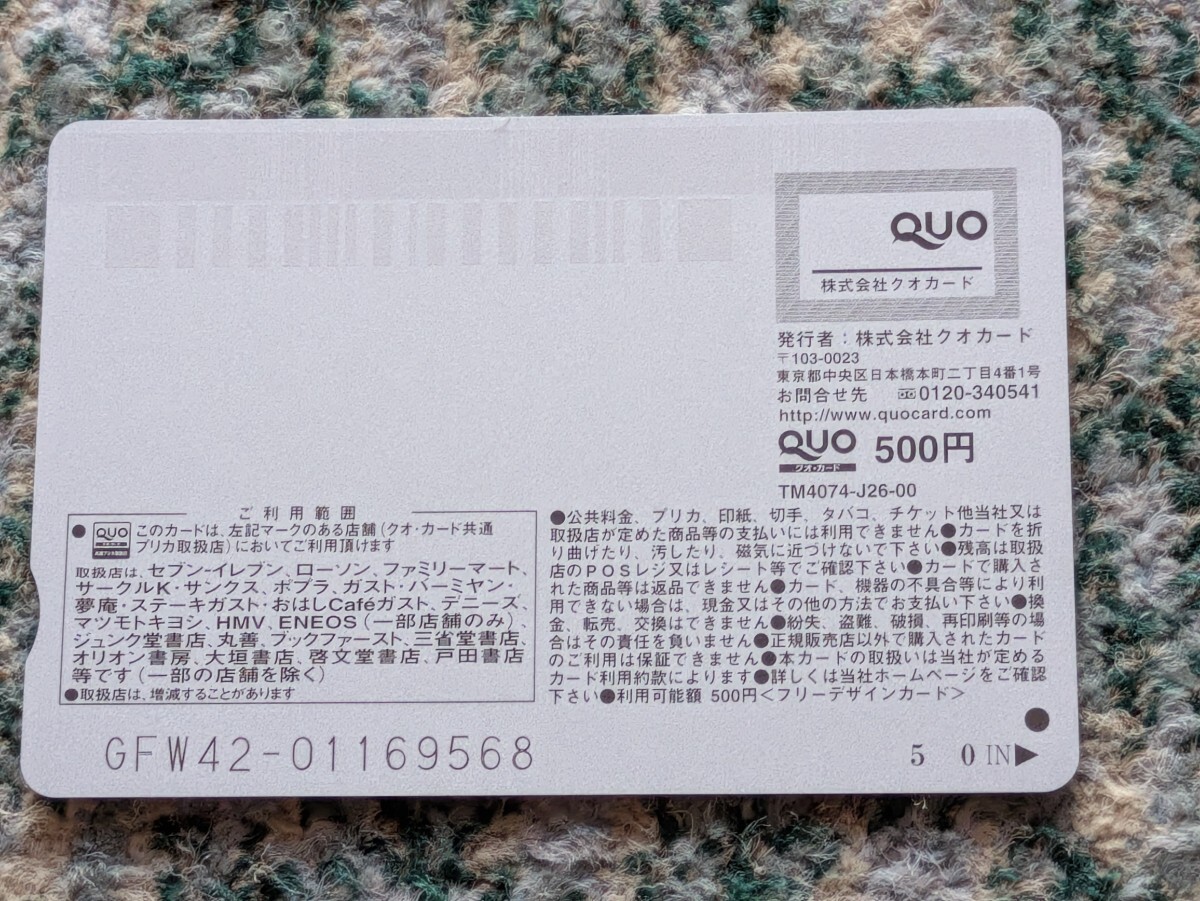 QUO
株式会社クオカード
発行者：株式会社クオカード
〒103-0023
東京都中央区日本橋本町二丁目4番1号
お問合せ先 0120-340541
http://www.quocard.com
QUO 500円
クオ・カード
TM4074-J26-00
ご利用範囲
●QUO このカードは、左記マークのある店舗(クオ・カード共通
プリカ取扱店)においてご利用頂けます
取扱店は、セブン-イレブン、ローソン、ファミリーマート、
サークルK・サンクス、ポプラ、ガスト・バーミヤン・
夢庵・ステーキガスト・おはしCaféガスト、デニーズ、
マツモトキヨシ、HMV、ENEOS(一部店舗のみ)、
ジュンク堂書店、丸善、ブックファースト、三省堂書店、
オリオン書房、大垣書店、啓文堂書店、戸田書店
等です(一部の店舗を除く)
●取扱店は、増減することがあります
●公共料金、プリカ、印紙、切手、タバコ、チケット他当社又は
取扱店が定めた商品等の支払いには利用できません●カードを折
り曲げたり、汚したり、磁気に近づけないで下さい●残高は取扱
店のPOSレジ又はレシート等でご確認下さい●カードで購入さ
れた商品等は返品できません●カード、機器の不具合等により利
用できない場合は、現金又はその他の方法でお支払い下さい●換
金、転売、交換はできません●紛失、盗難、破損、再印刷等の場
合はその責任を負いません●正規販売店以外で購入されたカード
のご利用は保証できません●本カードの取扱いは当社が定める
カード利用約款によります●詳しくは当社ホームページをご確認
下さい●利用可能額 500円＜フリーデザインカード＞
GFW42-01169568
5 0 IN▶